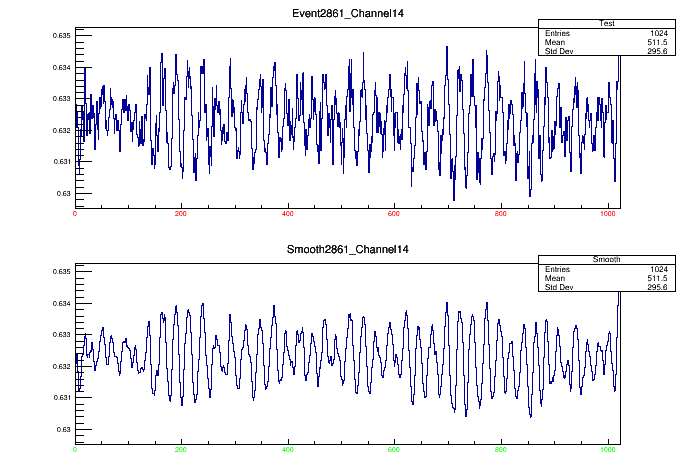 Event2861_Channel14
Test
Entries 1024
Mean 511.5
Std Dev 295.6
0.635
0.634
0.633
0.632
0.631
0.63
0 200 400 600 800 1000
Smooth2861_Channel14
Smooth
Entries 1024
Mean 511.5
Std Dev 295.6
0.635
0.634
0.633
0.632
0.631
0.63
0 200 400 600 800 1000